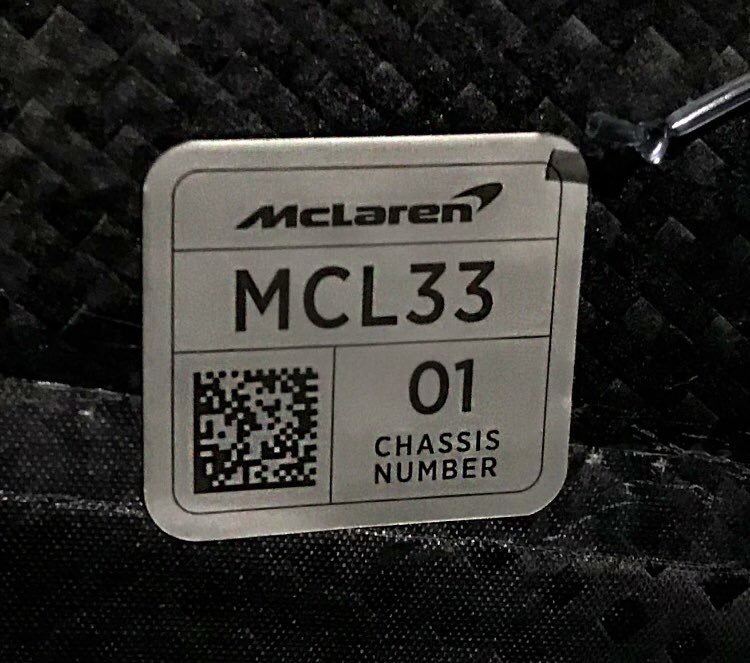 McLaren
MCL33
01
CHASSIS
NUMBER